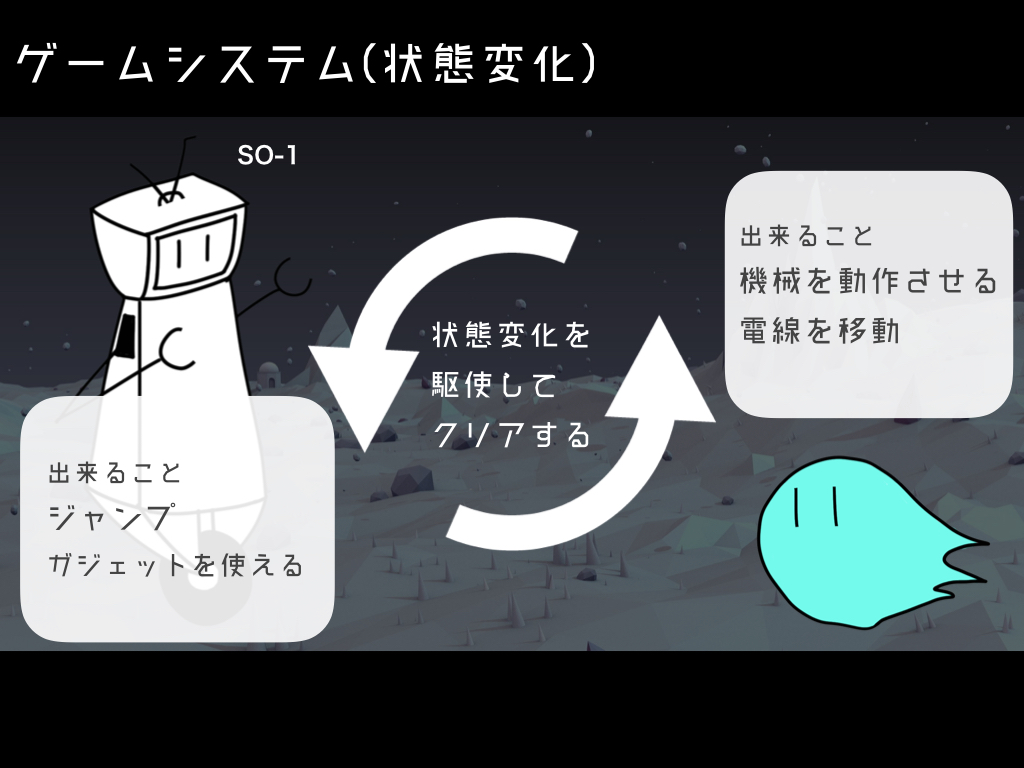 ゲームシステム(状態変化)
SO-1
出来ること
機械を動作させる
電線を移動
状態変化を
駆使して
クリアする
出来ること
ジャンプ
ガジェットを使える